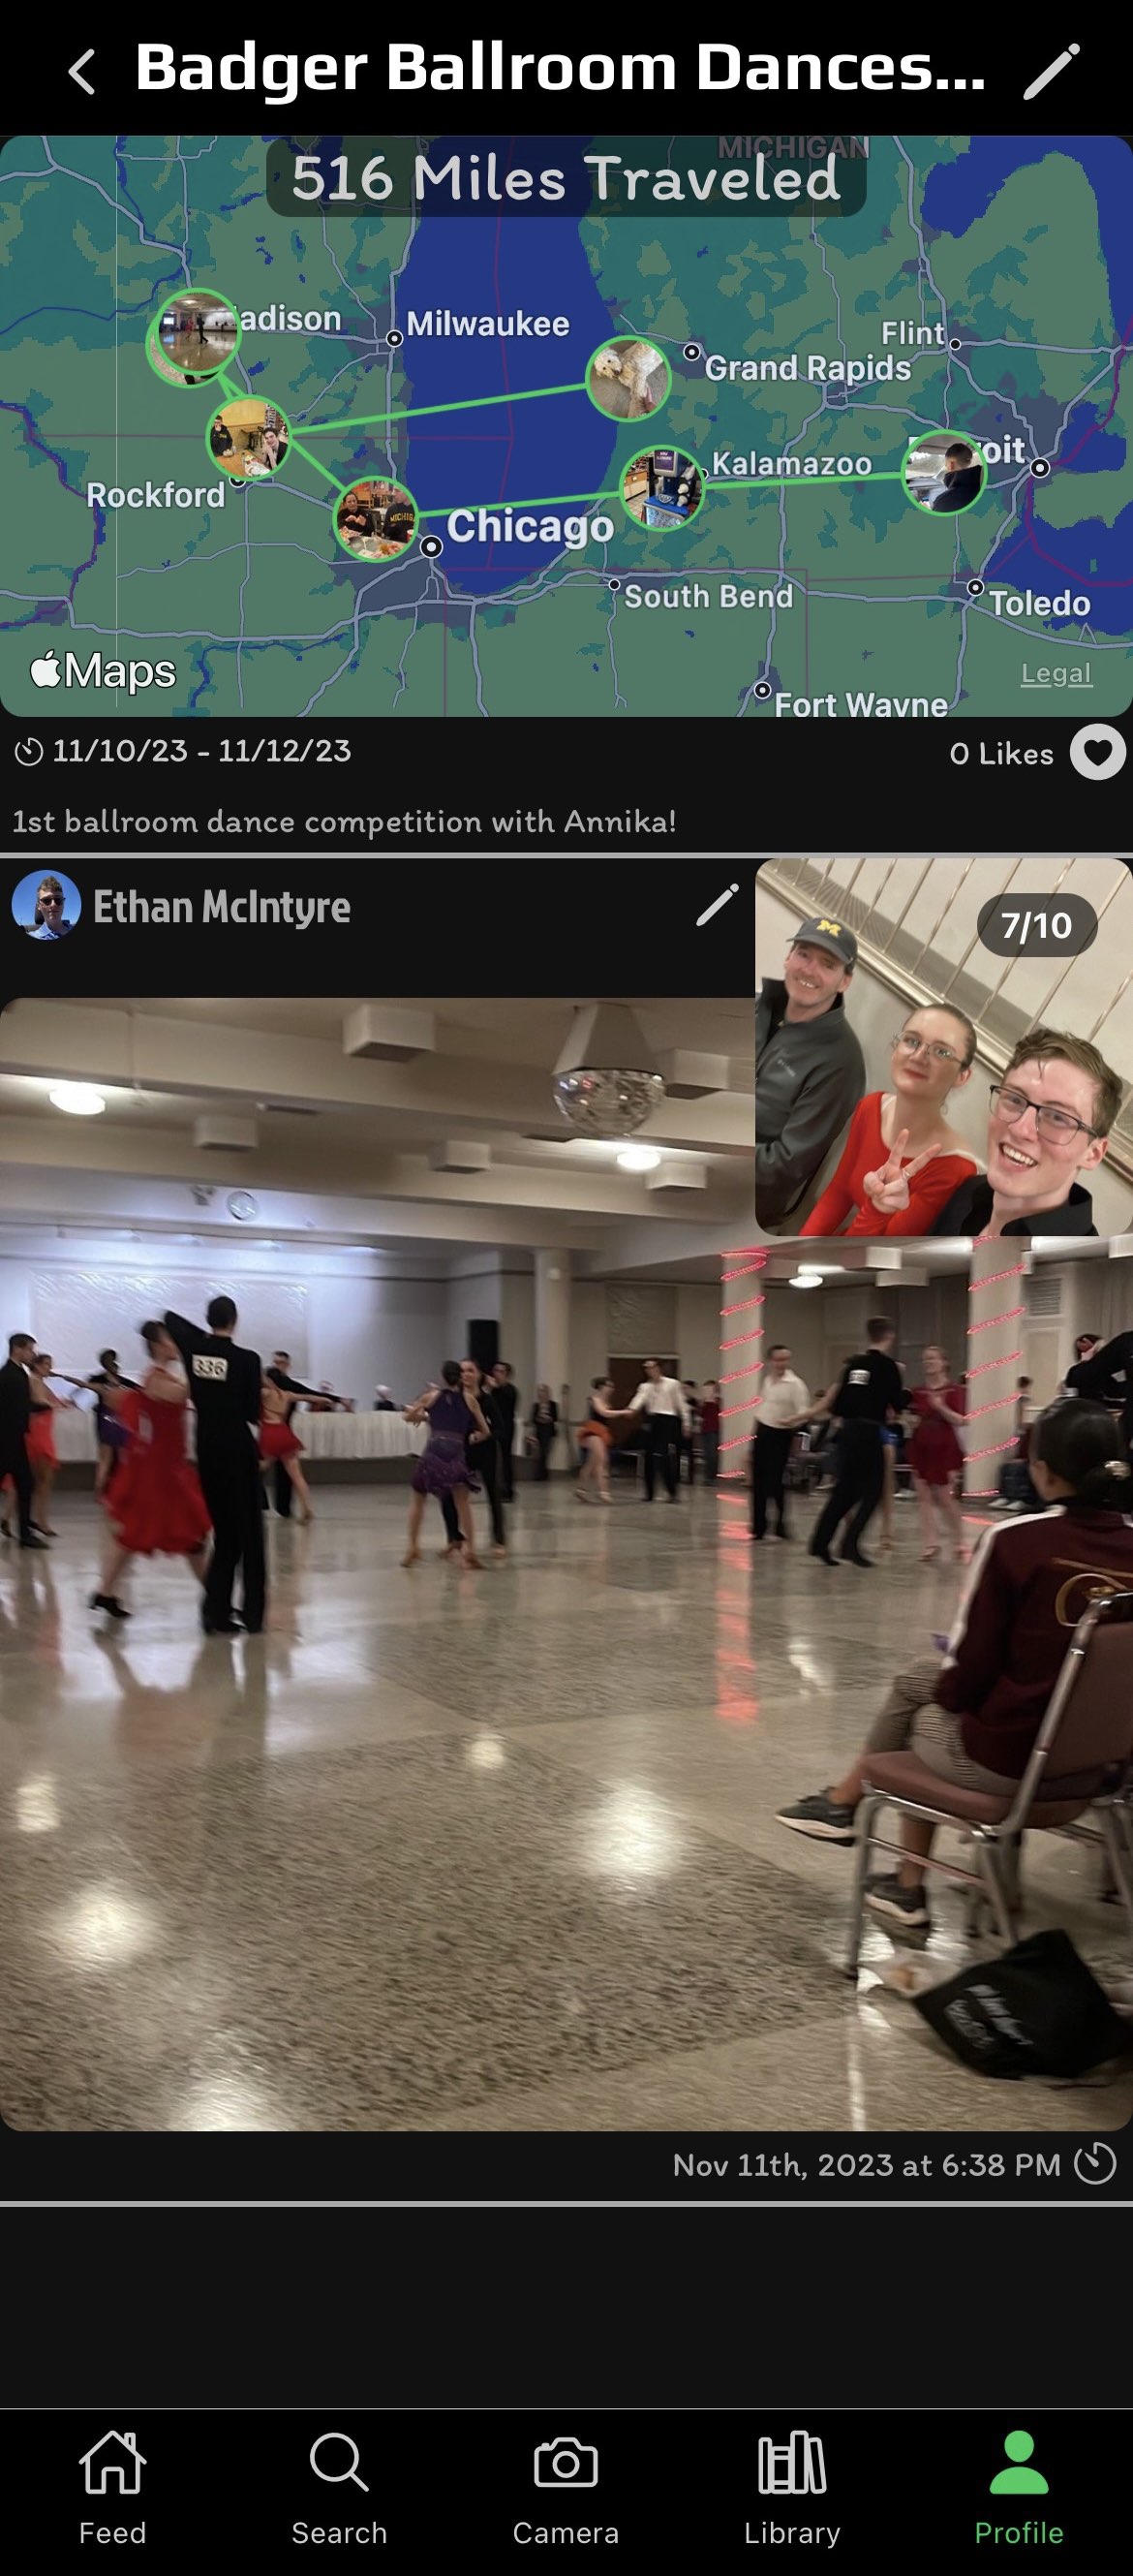 Badger Ballroom Dances...
MICHIGAN
516 Miles Traveled
adison
Milwaukee
Flint
Grand Rapids
oit
Kalamazoo
Rockford
Chicago
South Bend
Toledo
Maps
Legal
Fort Wayne
11/10/23 - 11/12/23
0 Likes
1st ballroom dance competition with Annika!
Ethan McIntyre
7/10
M
336
Nov 11th, 2023 at 6:38 PM
Feed
Search
Camera
Library
Profile